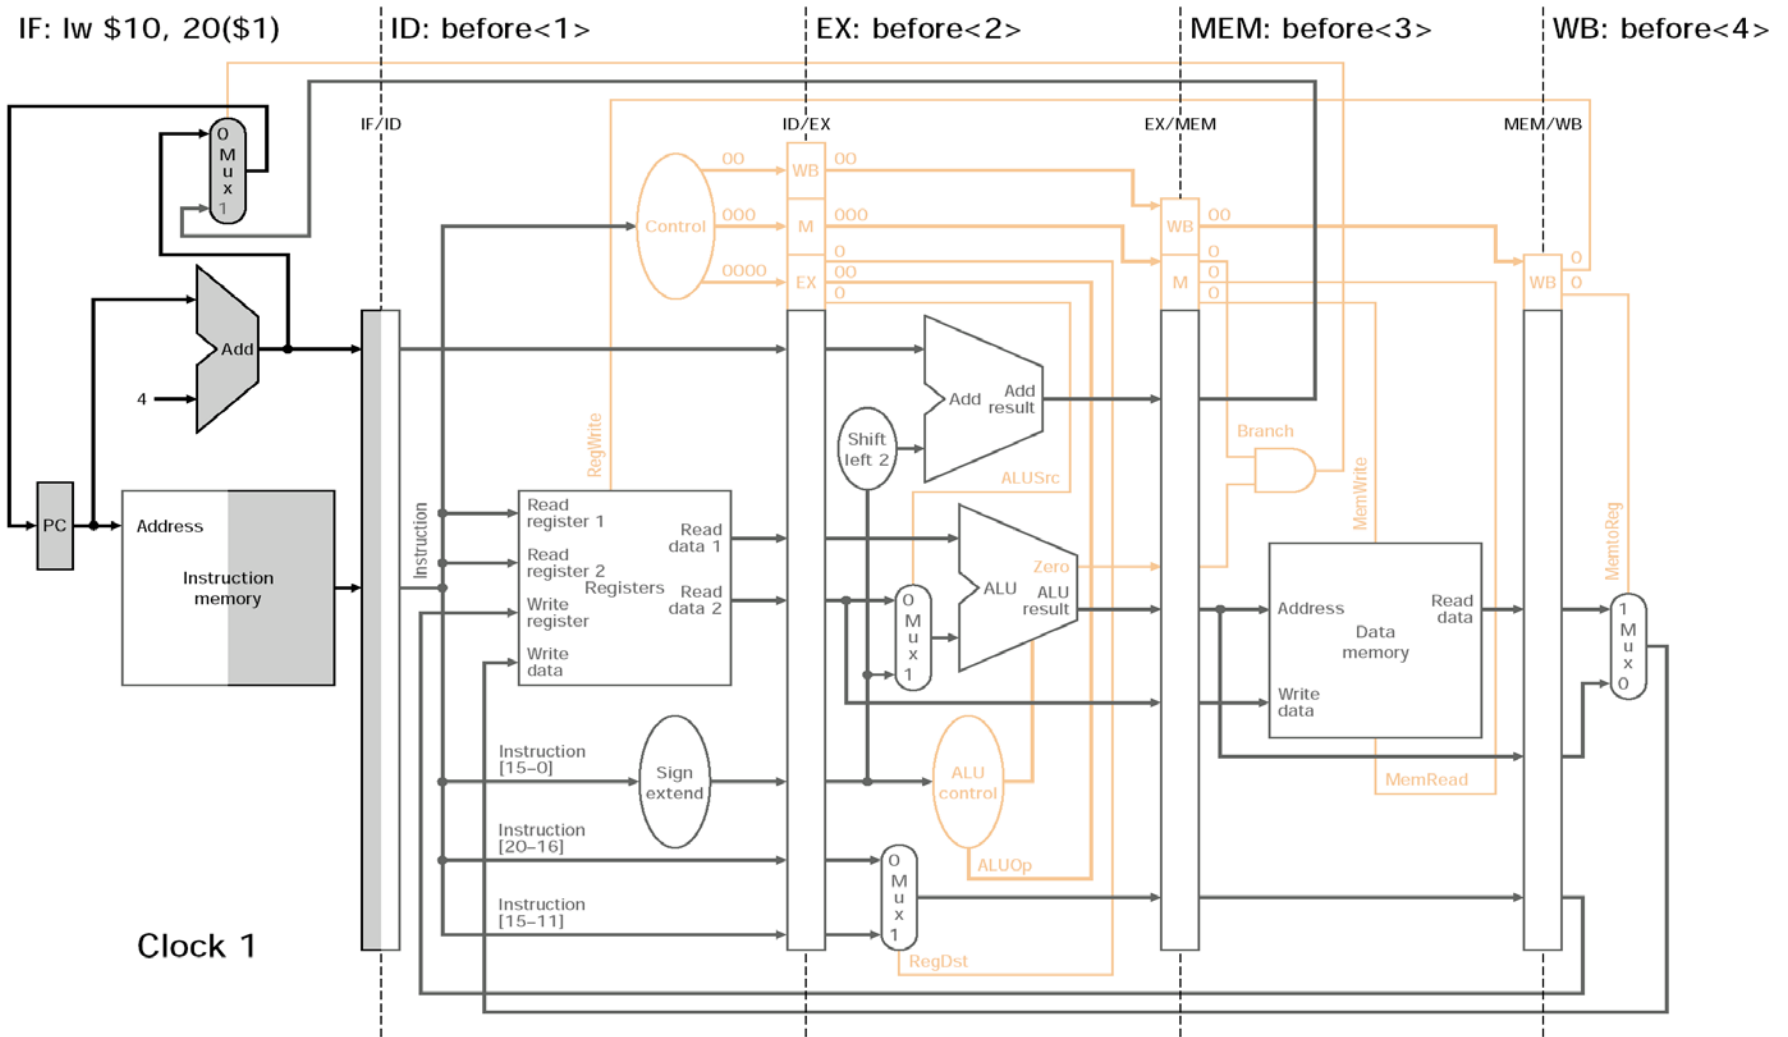 IF: lw $10, 20($1)
ID: before<1>
EX: before<2>
MEM: before<3>
WB: before<4>
IF/ID
ID/EX
EX/MEM
MEM/WB
0
M
u
x
1
Add
4
PC
Address
Instruction
memory
Instruction
RegWrite
Control
00
000
0000
WB
M
EX
00
000
0
00
0
Read
register 1
Read
register 2
Write
register
Write
data
Registers
Read
data 1
Read
data 2
Instruction
[15–0]
Sign
extend
Instruction
[20–16]
Instruction
[15–11]
Shift
left 2
Add
Add
result
ALUSrc
0
M
u
x
1
ALU
Zero
ALU
result
ALU
control
ALUOp
0
M
u
x
1
RegDst
WB
M
00
0
0
0
Branch
MemWrite
Address
Read
data
Data
memory
Write
data
MemRead
WB
0
0
MemtoReg
1
M
u
x
0
Clock 1